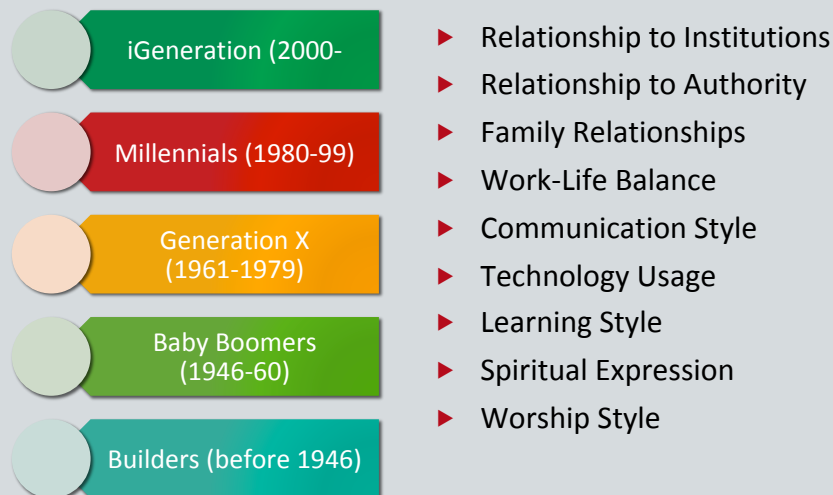 iGeneration (2000-
Millennials (1980-99)
Generation X
(1961-1979)
Baby Boomers
(1946-60)
Builders (before 1946)
Relationship to Institutions
Relationship to Authority
Family Relationships
Work-Life Balance
Communication Style
Technology Usage
Learning Style
Spiritual Expression
Worship Style